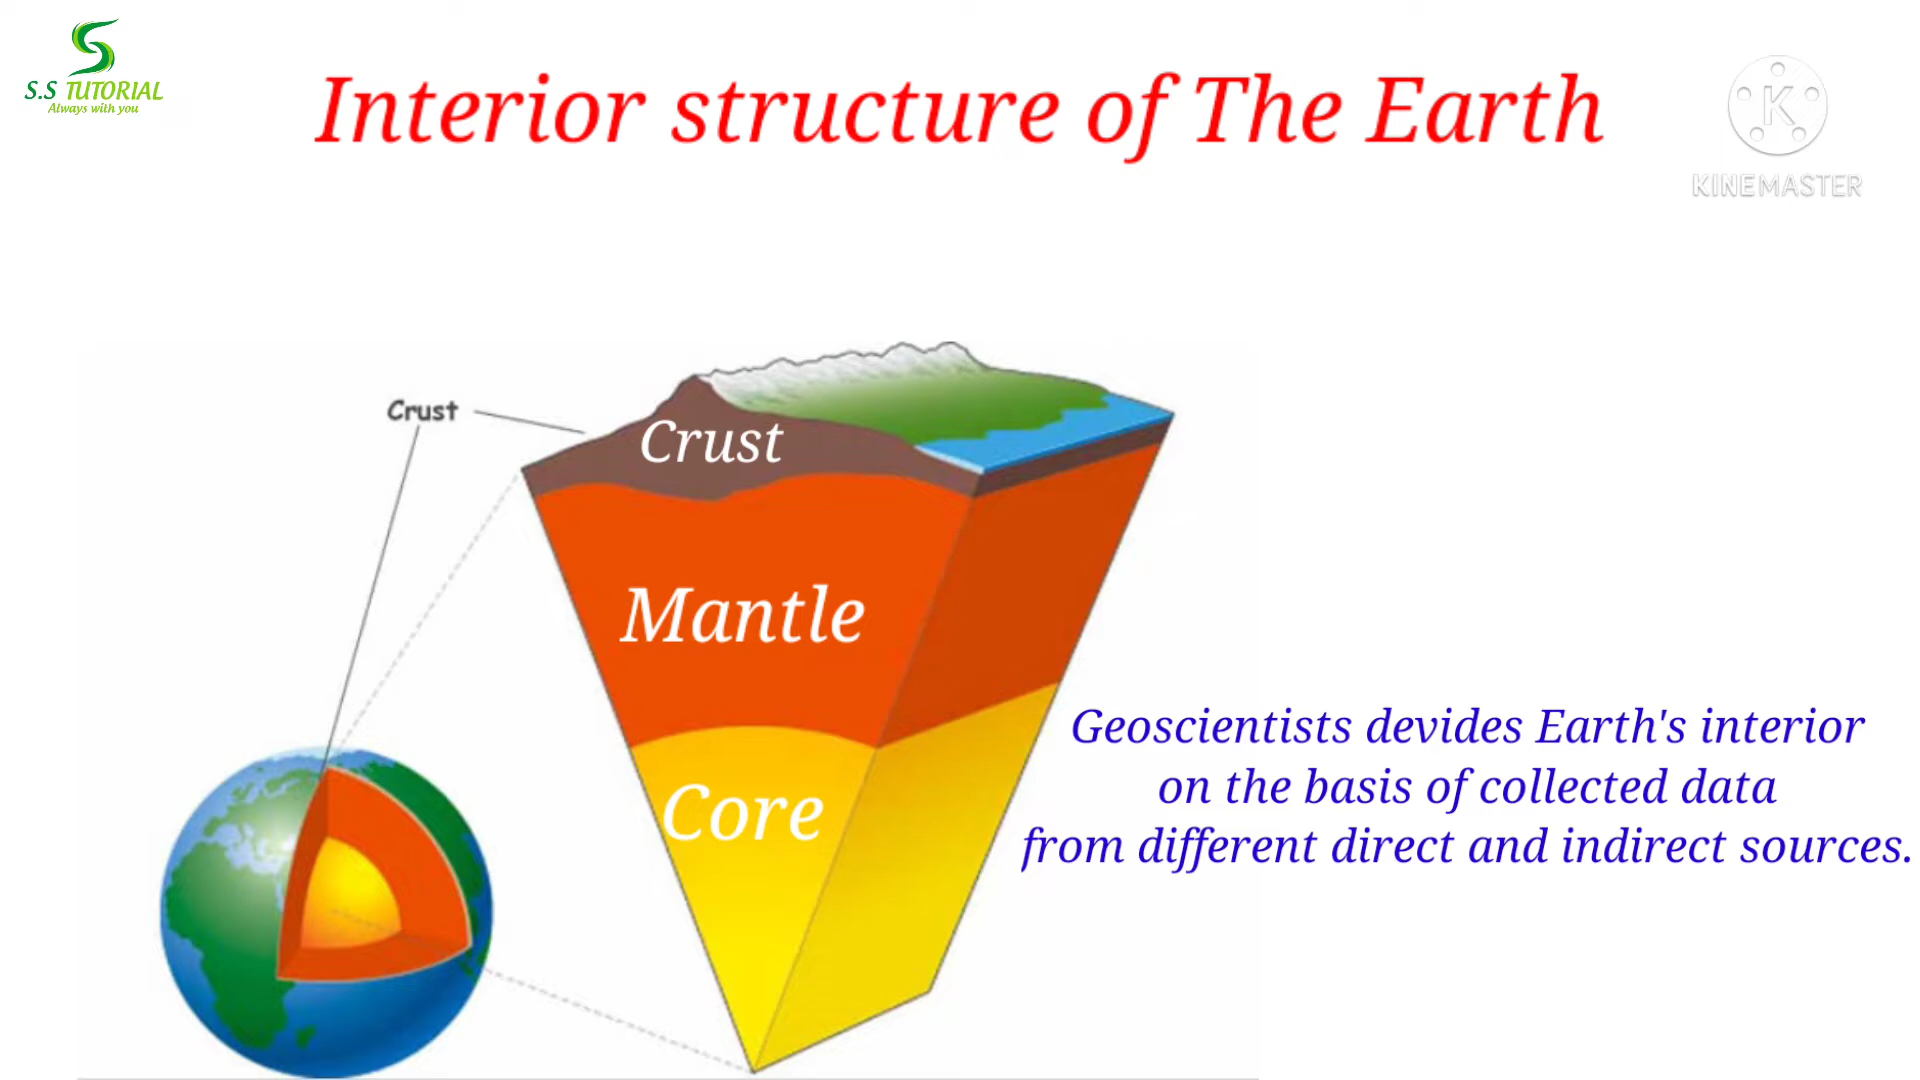 S.S TUTORIAL
Always with you
Interior structure of The Earth
K
KINEMASTER
Crust
Crust
Mantle
Core
Geoscientists devides Earth's interior
on the basis of collected data
from different direct and indirect sources.